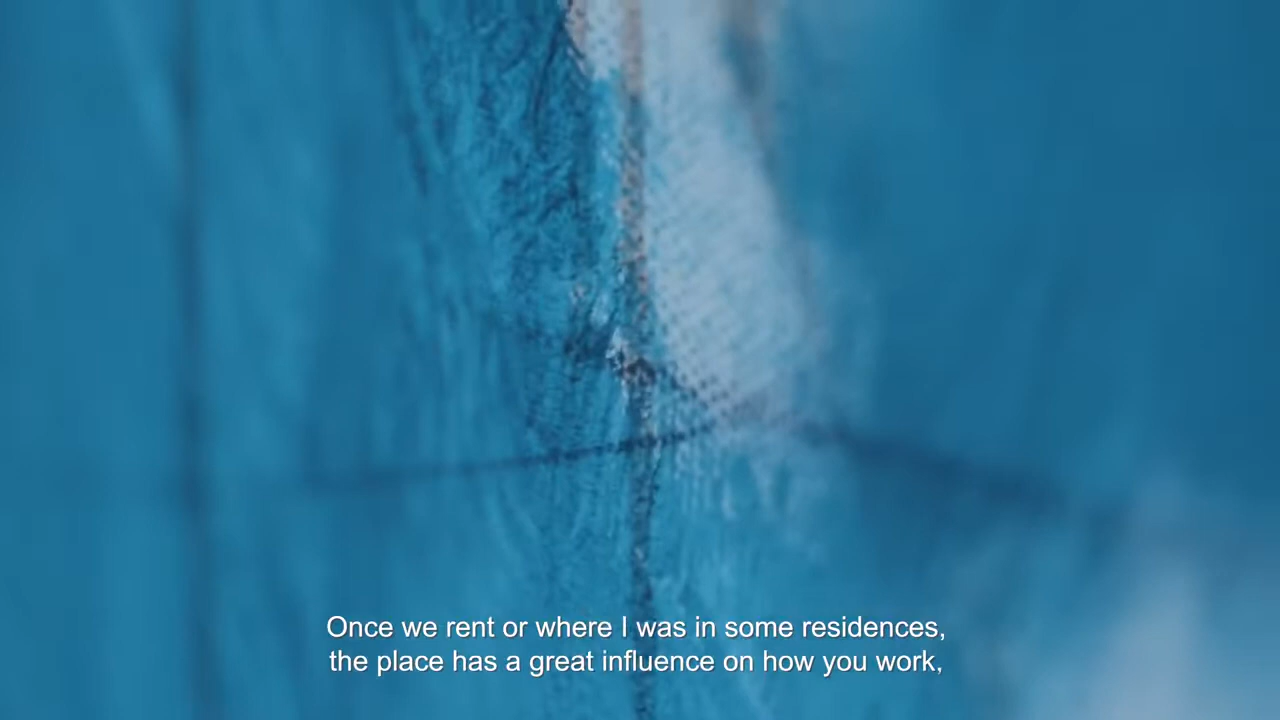 Once we rent or where I was in some residences,
the place has a great influence on how you work,